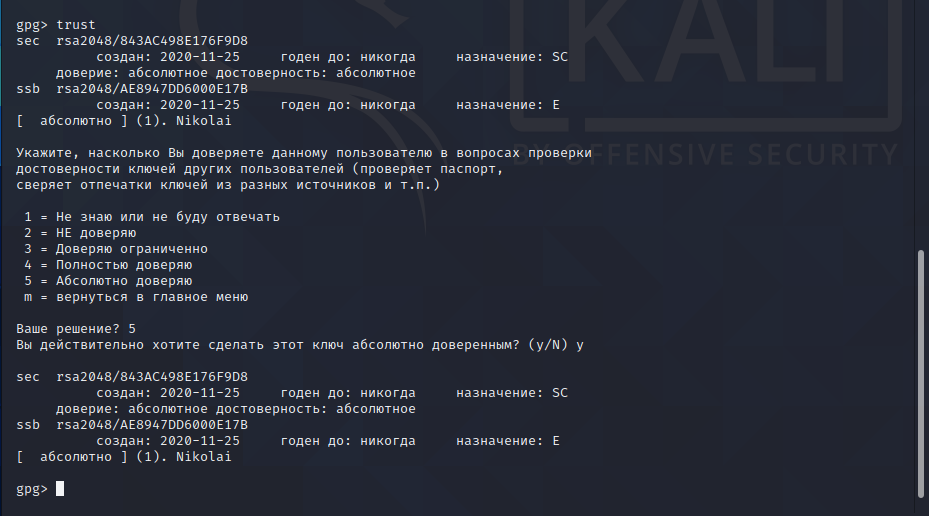 gpg> trust
sec  rsa2048/843AC498E176F9D8
          создан: 2020-11-25     годен до: никогда     назначение: SC
     доверие: абсолютное достоверность: абсолютное
ssb  rsa2048/AE8947DD6000E17B
          создан: 2020-11-25     годен до: никогда     назначение: E
[  абсолютно ] (1). Nikolai
KALI
BY OFFENSIVE SECURITY
Укажите, насколько Вы доверяете данному пользователю в вопросах проверки
достоверности ключей других пользователей (проверяет паспорт,
сверяет отпечатки ключей из разных источников и т.п.)
 1 = Не знаю или не буду отвечать
 2 = НЕ доверяю
 3 = Доверяю ограниченно
 4 = Полностью доверяю
 5 = Абсолютно доверяю
 m = вернуться в главное меню
Ваше решение? 5
Вы действительно хотите сделать этот ключ абсолютно доверенным? (y/N) y
sec  rsa2048/843AC498E176F9D8
          создан: 2020-11-25     годен до: никогда     назначение: SC
     доверие: абсолютное достоверность: абсолютное
ssb  rsa2048/AE8947DD6000E17B
          создан: 2020-11-25     годен до: никогда     назначение: E
[  абсолютно ] (1). Nikolai
gpg>